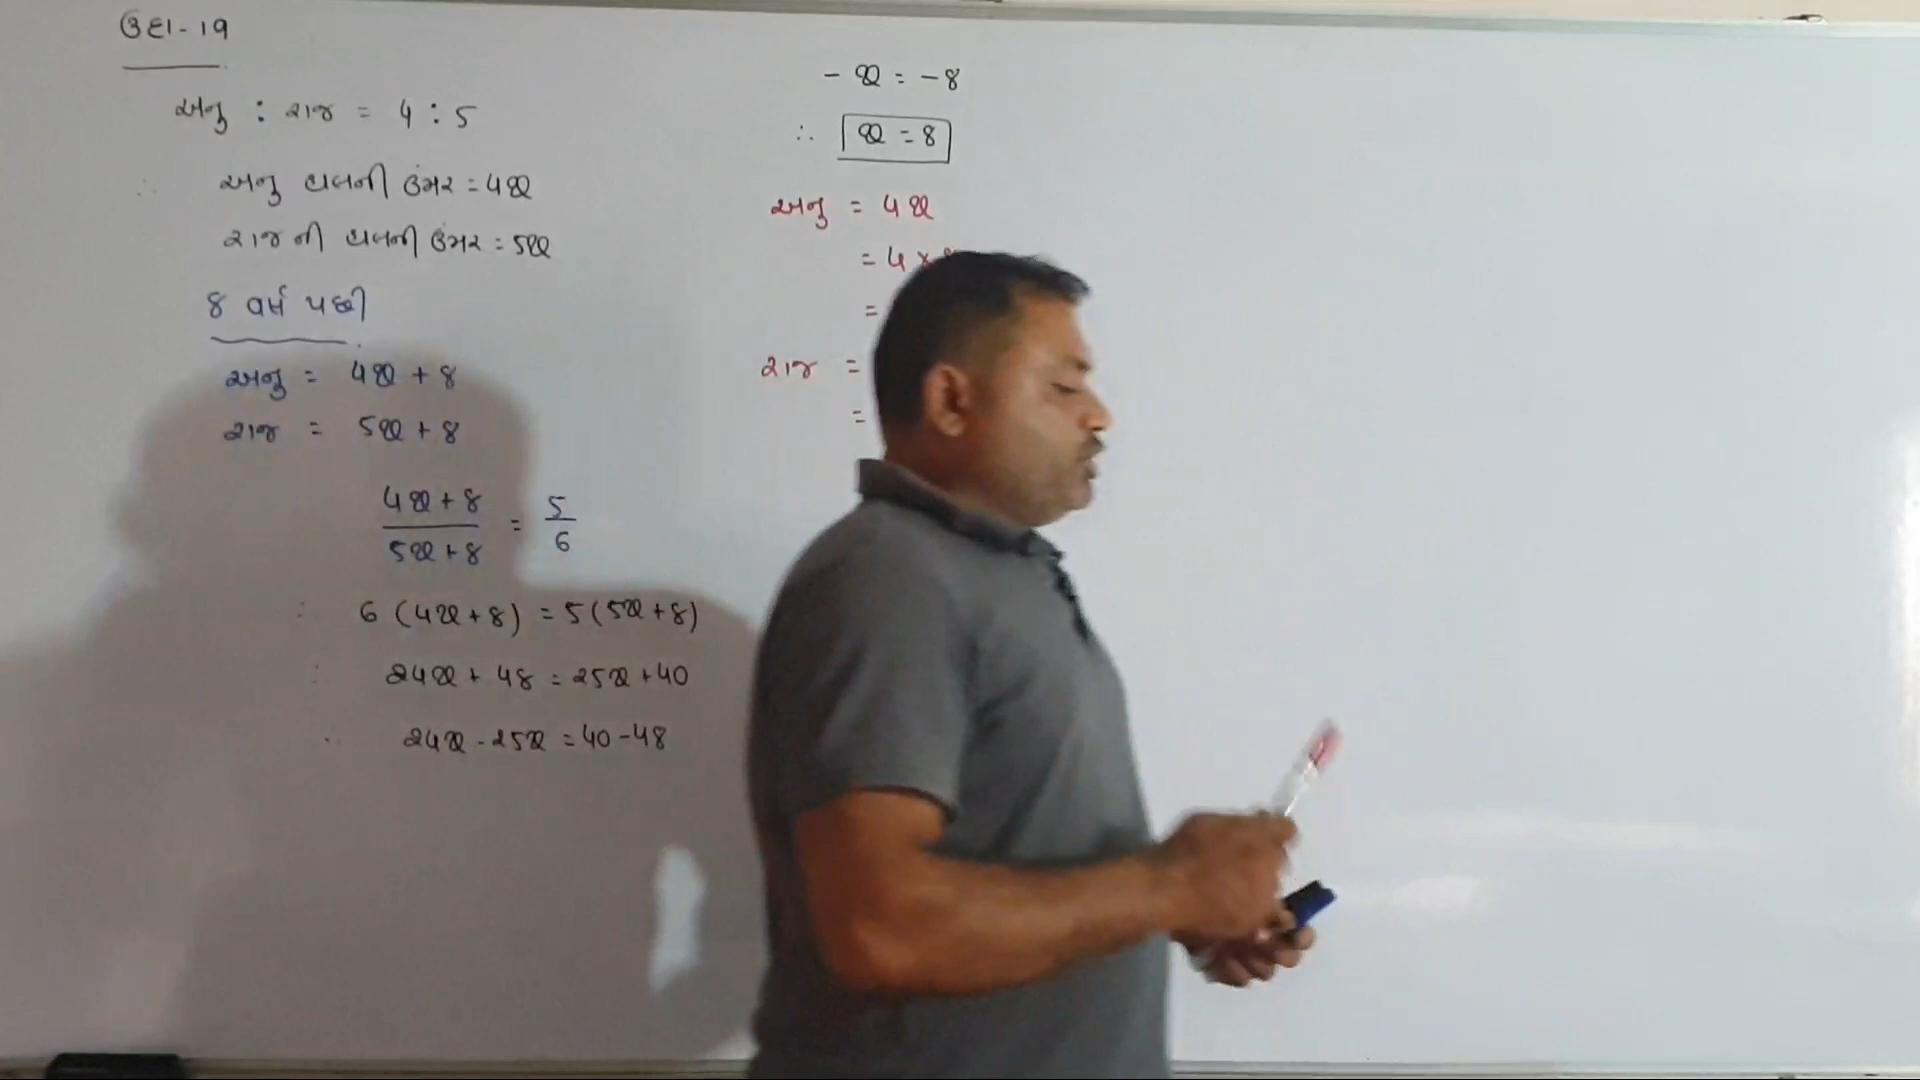 ઉદા- 19
અનુ : રાજ = 4 : 5
∴ અનુ હાલની ઉંમર = 4x
રાજ ની હાલની ઉંમર = 5x
8 વર્ષ પછી
અનુ = 4x + 8
રાજ = 5x + 8
4x + 8 / 5x + 8 = 5 / 6
∴ 6 (4x + 8) = 5 (5x + 8)
∴ 24x + 48 = 25x + 40
∴ 24x - 25x = 40 - 48
- x = - 8
∴ x = 8
અનુ = 4x
= 4 ×
=
રાજ =
=